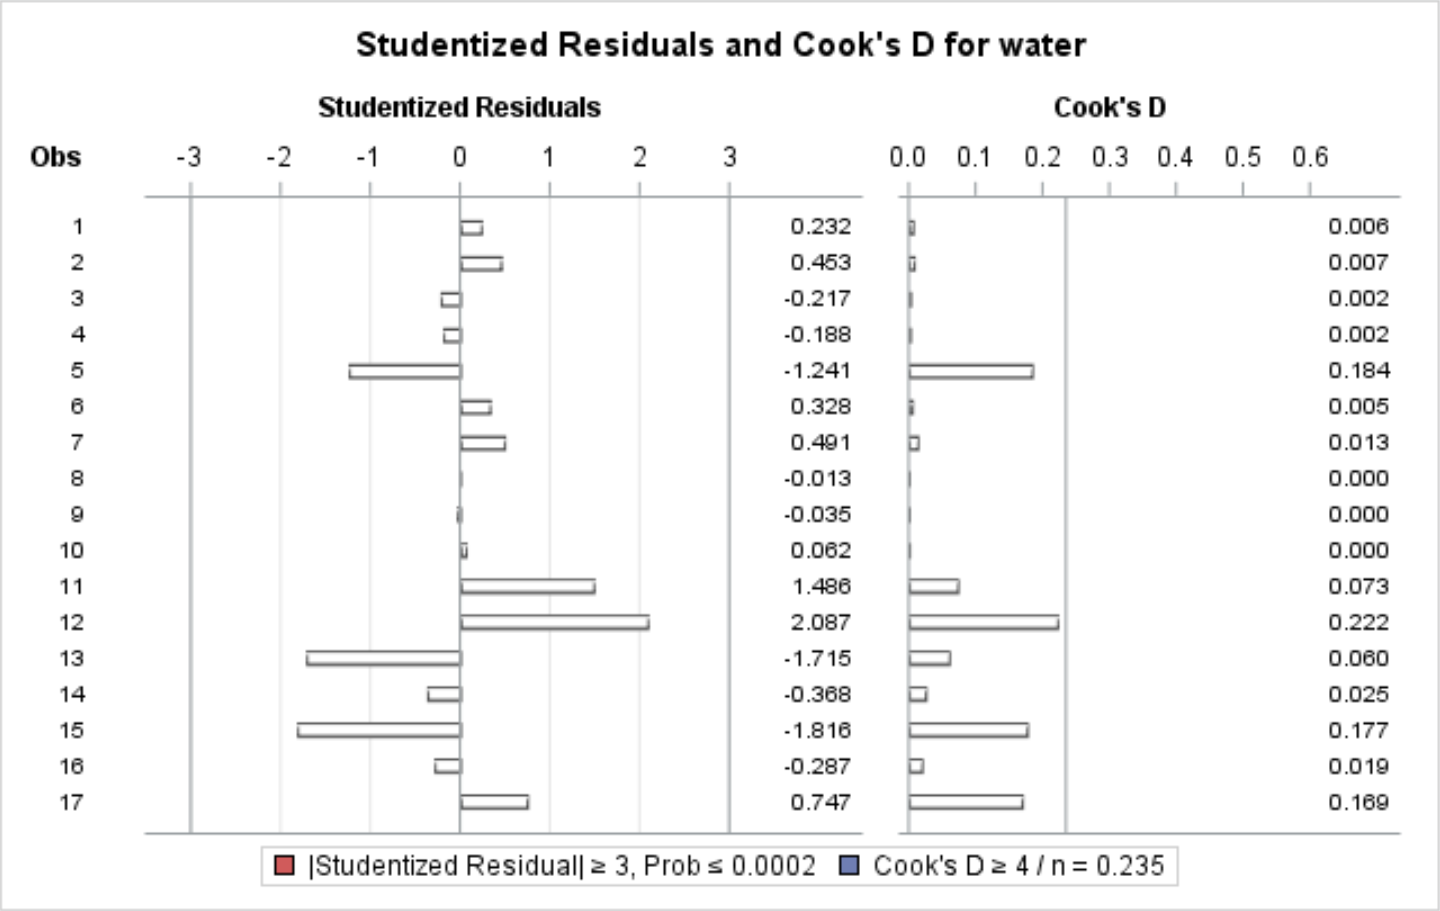 Studentized Residuals and Cook's D for water
Studentized Residuals Cook's D
Obs -3 -2 -1 0 1 2 3 0.0 0.1 0.2 0.3 0.4 0.5 0.6
1 0.232 0.006
2 0.453 0.007
3 -0.217 0.002
4 -0.188 0.002
5 -1.241 0.184
6 0.328 0.005
7 0.491 0.013
8 -0.013 0.000
9 -0.035 0.000
10 0.062 0.000
11 1.486 0.073
12 2.087 0.222
13 -1.715 0.060
14 -0.368 0.025
15 -1.816 0.177
16 -0.287 0.019
17 0.747 0.169
|Studentized Residual| ≥ 3, Prob ≤ 0.0002 Cook's D ≥ 4 / n = 0.235